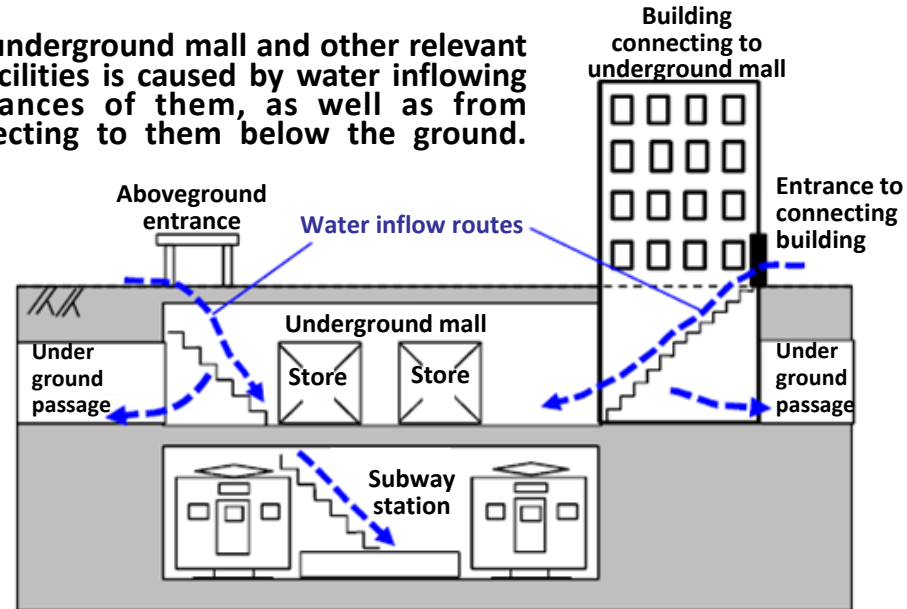 underground mall and other relevant
cilities is caused by water inflowing
ances of them, as well as from
ecting to them below the ground.
Building
connecting to
underground mall
Aboveground
entrance
Water inflow routes
Entrance to
connecting
building
Underground mall
Under
ground
passage
Store
Store
Under
ground
passage
Subway
station